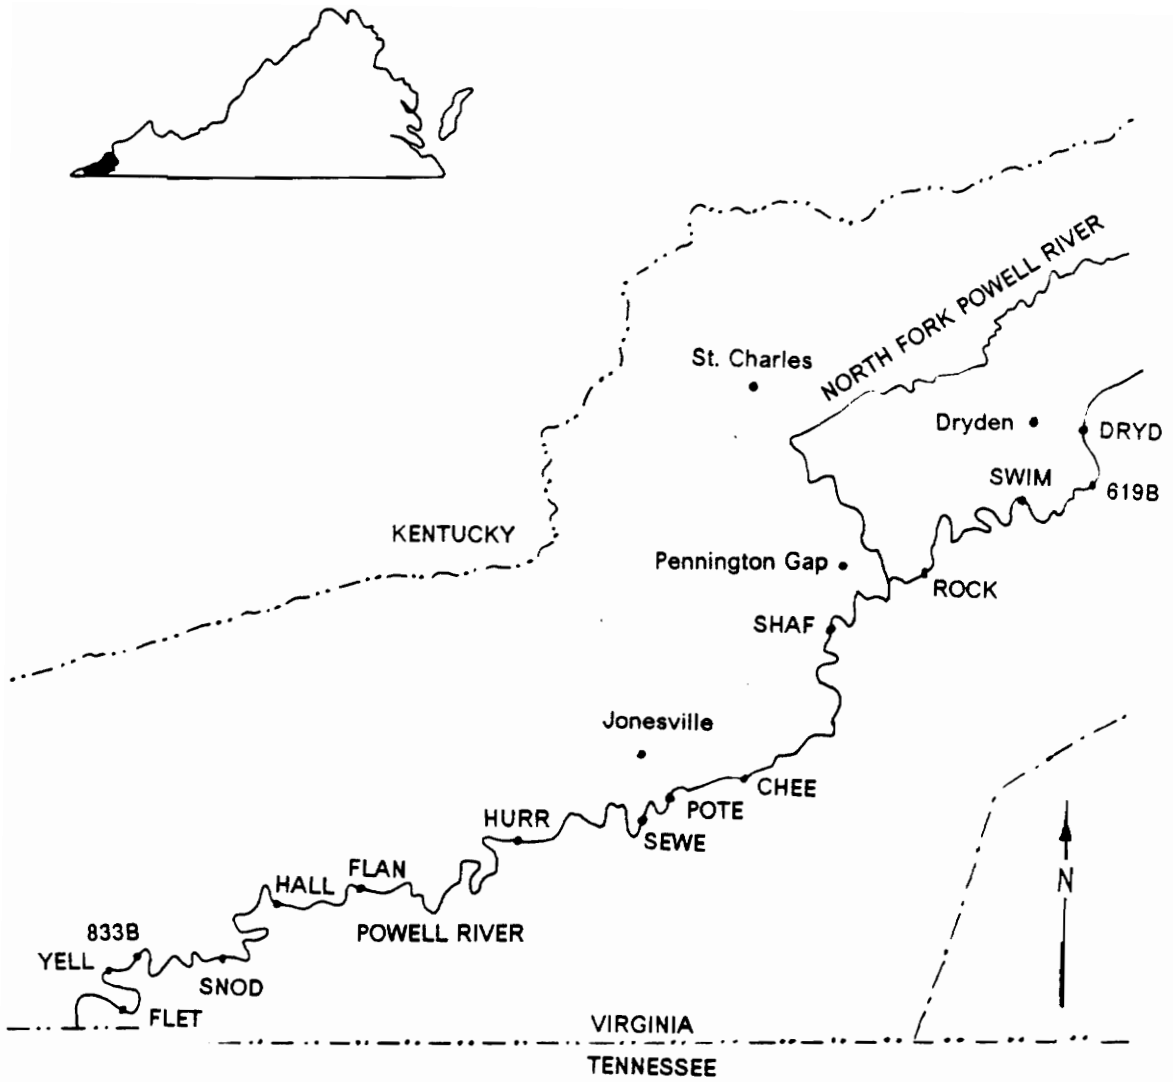 NORTH FORK POWELL RIVER
St. Charles
Dryden
DRYD
SWIM
619B
KENTUCKY
Pennington Gap
ROCK
SHAF
Jonesville
CHEE
POTE
HURR
SEWE
FLAN
HALL
POWELL RIVER
833B
YELL
SNOD
FLET
N
VIRGINIA
TENNESSEE